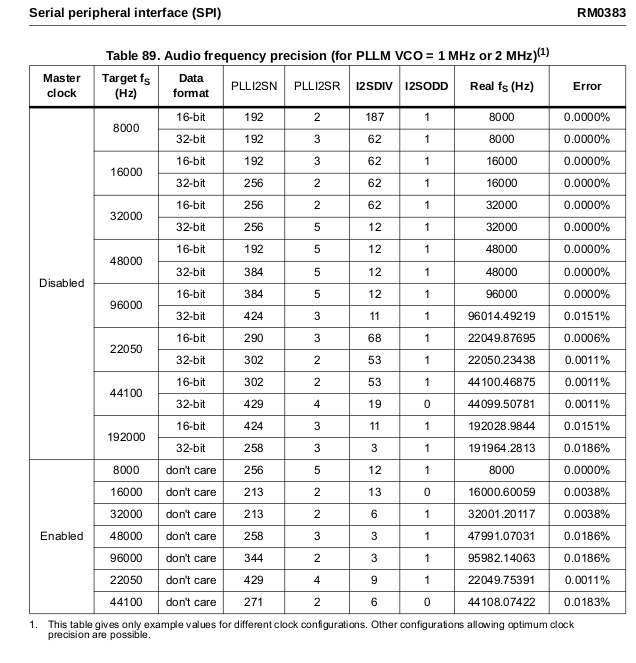 Serial peripheral interface (SPI) RM0383
Table 89. Audio frequency precision (for PLLM VCO = 1 MHz or 2 MHz)(1)
Master clock Target fS (Hz) Data format PLLI2SN PLLI2SR I2SDIV I2SODD Real fS (Hz) Error
Disabled 8000 16-bit 192 2 187 1 8000 0.0000%
32-bit 192 3 62 1 8000 0.0000%
16000 16-bit 192 3 62 1 16000 0.0000%
32-bit 256 2 62 1 16000 0.0000%
32000 16-bit 256 2 62 1 32000 0.0000%
32-bit 256 5 12 1 32000 0.0000%
48000 16-bit 192 5 12 1 48000 0.0000%
32-bit 384 5 12 1 48000 0.0000%
96000 16-bit 384 5 12 1 96000 0.0000%
32-bit 424 3 11 1 96014.49219 0.0151%
22050 16-bit 290 3 68 1 22049.87695 0.0006%
32-bit 302 2 53 1 22050.23438 0.0011%
44100 16-bit 302 2 53 1 44100.46875 0.0011%
32-bit 429 4 19 0 44099.50781 0.0011%
192000 16-bit 424 3 11 1 192028.9844 0.0151%
32-bit 258 3 3 1 191964.2813 0.0186%
Enabled 8000 don't care 256 5 12 1 8000 0.0000%
16000 don't care 213 2 13 0 16000.60059 0.0038%
32000 don't care 213 2 6 1 32001.20117 0.0038%
48000 don't care 258 3 3 1 47991.07031 0.0186%
96000 don't care 344 2 3 1 95982.14063 0.0186%
22050 don't care 429 4 9 1 22049.75391 0.0011%
44100 don't care 271 2 6 0 44108.07422 0.0183%
1. This table gives only example values for different clock configurations. Other configurations allowing optimum clock
precision are possible.